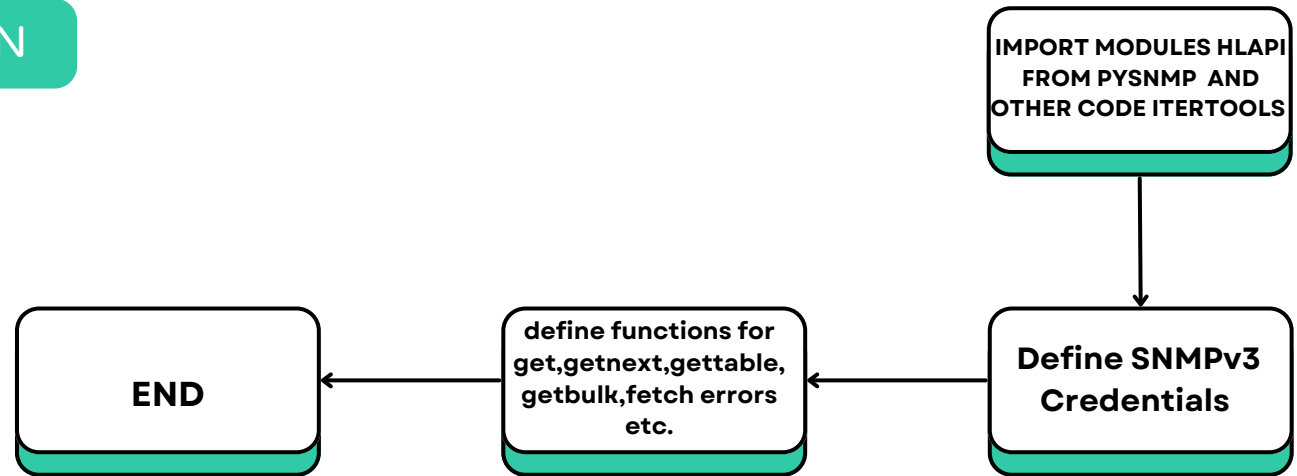 N
IMPORT MODULES HLAPI
FROM PYSNMP AND
OTHER CODE ITERTOOLS
Define SNMPv3
Credentials
define functions for
get,getnext,gettable,
getbulk,fetch errors
etc.
END